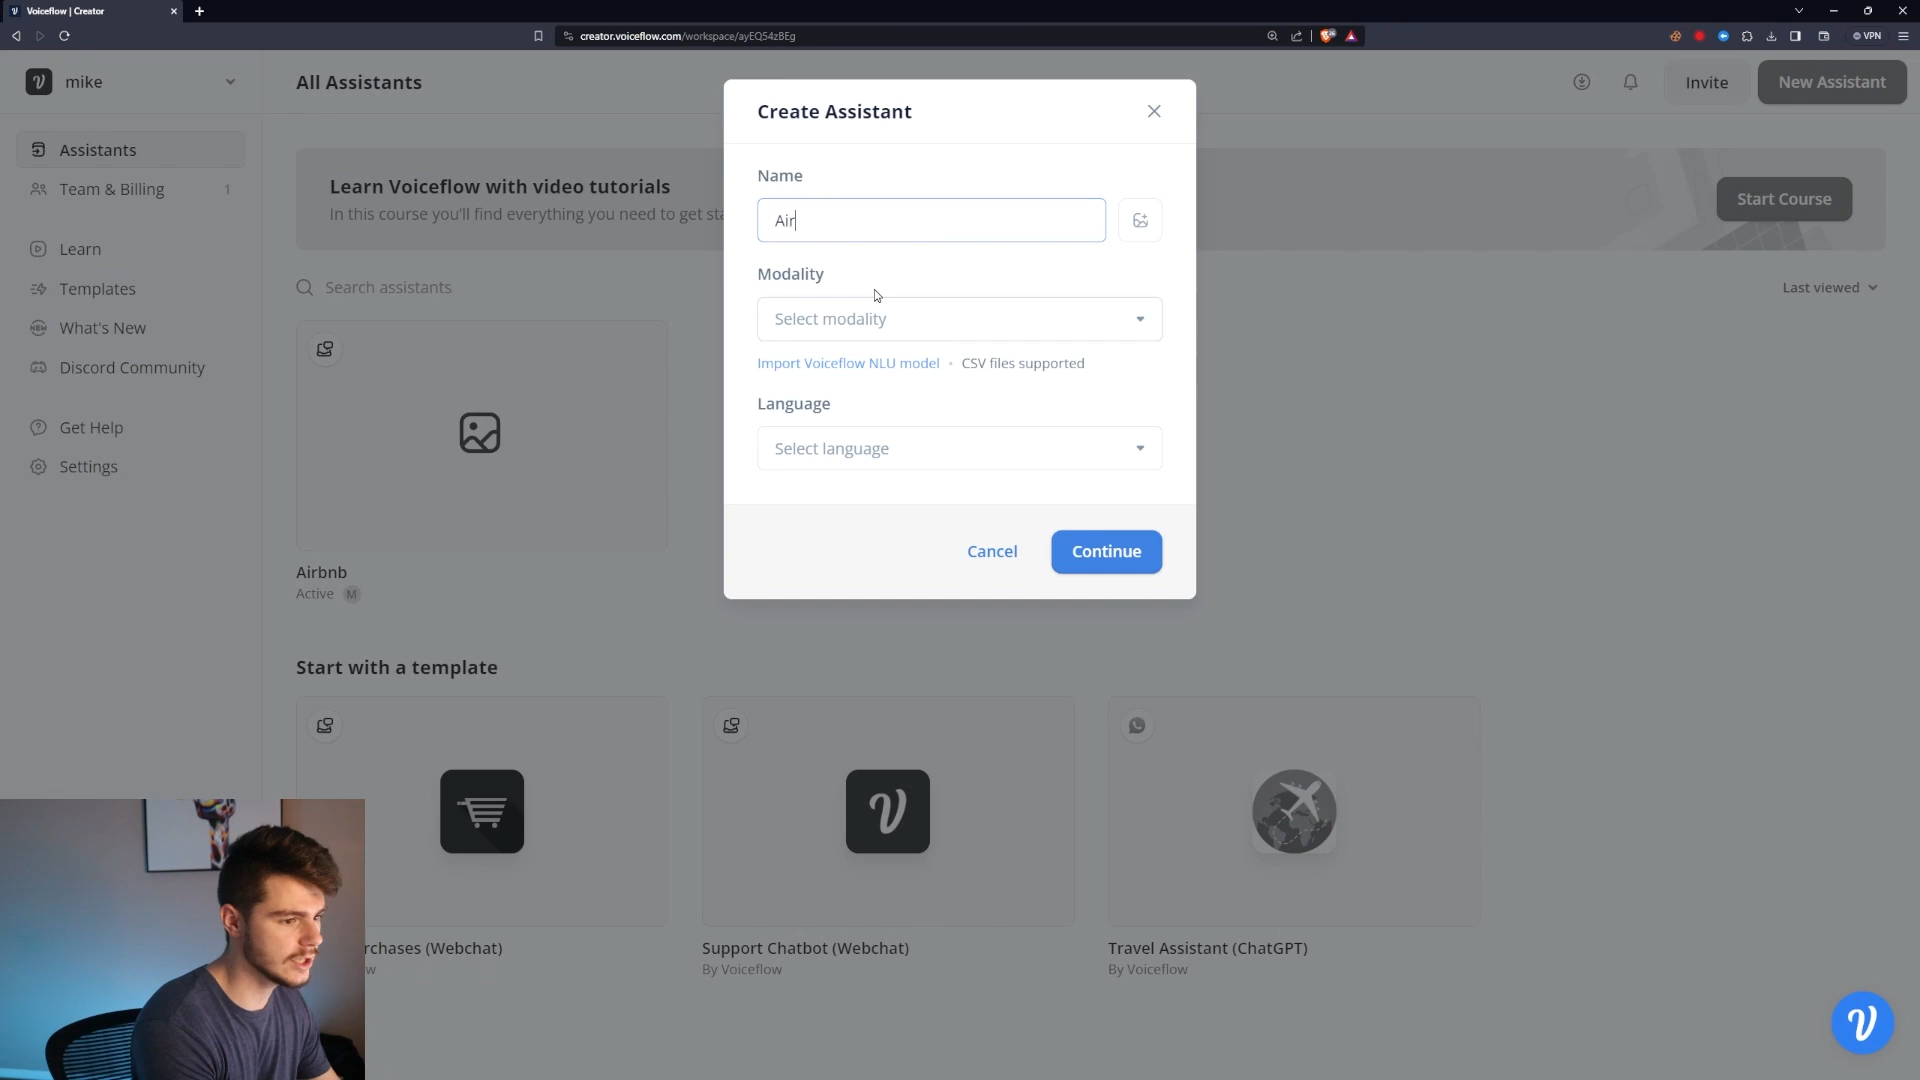 Voiceflow | Creator
creator.voiceflow.com/workspace/ayEQ54zBEg
VPN
mike
All Assistants
Invite
New Assistant
Assistants
Team & Billing 1
Learn
Templates
What's New
Discord Community
Get Help
Settings
Learn Voiceflow with video tutorials
In this course you'll find everything you need to get
Start Course
Search assistants
Last viewed
Airbnb
Active M
Create Assistant
Name
Air
Modality
Select modality
Import Voiceflow NLU model • CSV files supported
Language
Select language
Cancel
Continue
Start with a template
(Webchat)
Support Chatbot (Webchat)
By Voiceflow
Travel Assistant (ChatGPT)
By Voiceflow